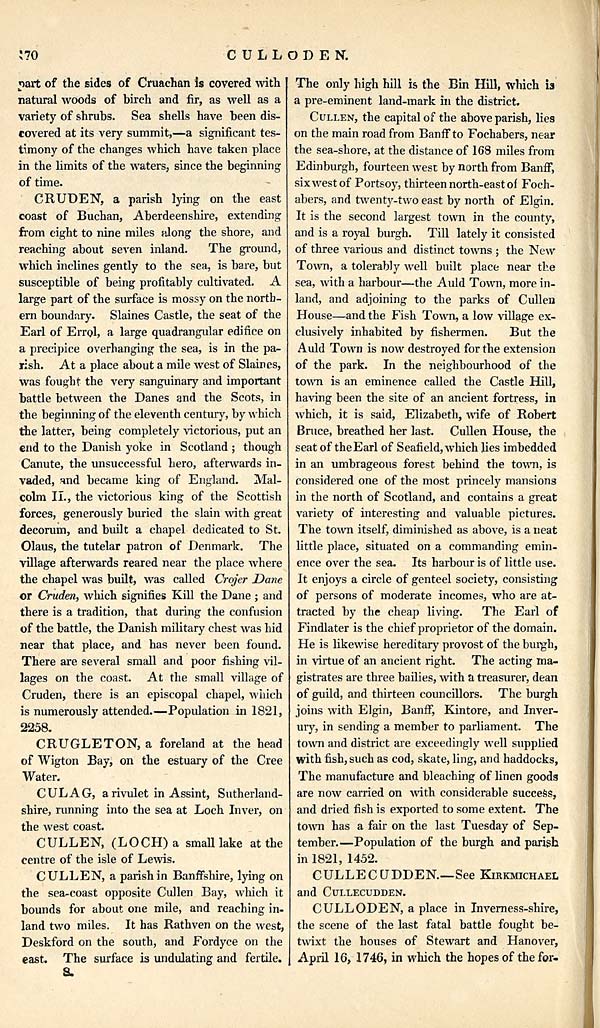 270
CULLODEN.
part of the sides of Cruachan is covered with
natural woods of birch and fir, as well as a
variety of shrubs. Sea shells have been dis-
covered at its very summit,—a significant tes-
timony of the changes which have taken place
in the limits of the waters, since the beginning
of time.
CRUDEN, a parish lying on the east
coast of Buchan, Aberdeenshire, extending
from eight to nine miles along the shore, and
reaching about seven inland. The ground,
which inclines gently to the sea, is bare, but
susceptible of being profitably cultivated. A
large part of the surface is mossy on the north-
ern boundary. Slaines Castle, the seat of the
Earl of Errol, a large quadrangular edifice on
a precipice overhanging the sea, is in the pa-
rish. At a place about a mile west of Slaines,
was fought the very sanguinary and important
battle between the Danes and the Scots, in
the beginning of the eleventh century, by which
the latter, being completely victorious, put an
end to the Danish yoke in Scotland ; though
Canute, the unsuccessful hero, afterwards in-
vaded, and became king of England. Mal-
colm II., the victorious king of the Scottish
forces, generously buried the slain with great
decorum, and built a chapel dedicated to St.
Olaus, the tutelar patron of Denmark. The
village afterwards reared near the place where
the chapel was built, was called Crojer Dane
or Cruden, which signifies Kill the Dane ; and
there is a tradition, that during the confusion
of the battle, the Danish military chest was hid
near that place, and has never been found.
There are several small and poor fishing vil-
lages on the coast. At the small village of
Cruden, there is an episcopal chapel, which
is numerously attended.—Population in 1821,
2258.
CRUGLETON, a foreland at the head
of Wigton Bay, on the estuary of the Cree
Water.
CULAG, a rivulet in Assint, Sutherland-
shire, running into the sea at Loch Inver, on
the west coast.
CULLEN, (LOCH) a small lake at the
centre of the isle of Lewis.
CULLEN, a parish in Banffshire, lying on
the sea-coast opposite Cullen Bay, which it
bounds for about one mile, and reaching in-
land two miles. It has Rathven on the west,
Deskford on the south, and Fordyce on the
east. The surface is undulating and fertile.
8.
The only high hill is the Bin Hill, which is
a pre-eminent land-mark in the district.
CULLEN, the capital of the above parish, lies
on the main road from Banff to Fochabers, near
the sea-shore, at the distance of 168 miles from
Edinburgh, fourteen west by north from Banff,
six west of Portsoy, thirteen north-east of Foch-
abers, and twenty-two east by north of Elgin.
It is the second largest town in the county,
and is a royal burgh. Till lately it consisted
of three various and distinct towns ; the New
Town, a tolerably well built place near the
sea, with a harbour—the Auld Town, more in-
land, and adjoining to the parks of Cullen
House—and the Fish Town, a low village ex-
clusively inhabited by fishermen. But the
Auld Town is now destroyed for the extension
of the park. In the neighbourhood of the
town is an eminence called the Castle Hill,
having been the site of an ancient fortress, in
which, it is said, Elizabeth, wife of Robert
Bruce, breathed her last. Cullen House, the
seat of the Earl of Seafield, which lies imbedded
in an umbrageous forest behind the town, is
considered one of the most princely mansions
in the north of Scotland, and contains a great
variety of interesting and valuable pictures.
The town itself, diminished as above, is a neat
little place, situated on a commanding emin-
ence over the sea. Its harbour is of little use.
It enjoys a circle of genteel society, consisting
of persons of moderate incomes, who are at-
tracted by the cheap living. The Earl of
Findlater is the chief proprietor of the domain.
He is likewise hereditary provost of the burgh,
in virtue of an ancient right. The acting ma-
gistrates are three bailies, with a treasurer, dean
of guild, and thirteen councillors. The burgh
joins with Elgin, Banff, Kintore, and Inver-
ury, in sending a member to parliament. The
town and district are exceedingly well supplied
with fish, such as cod, skate, ling, and haddocks,
The manufacture and bleaching of linen goods
are now carried on with considerable success,
and dried fish is exported to some extent. The
town has a fair on the last Tuesday of Sep-
tember.—Population of the burgh and parish
in 1821, 1452.
CULLECUDDEN.—See KIRKMICHAEL
and CULLECUDDEN.
CULLODEN, a place in Inverness-shire,
the scene of the last fatal battle fought be-
twixt the houses of Stewart and Hanover,
April 16, 1746, in which the hopes of the for-